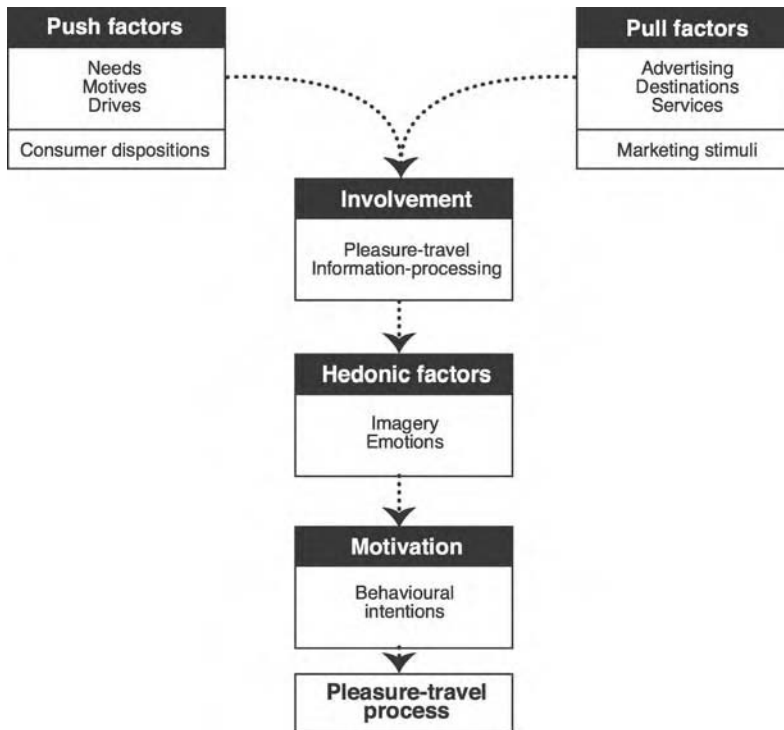 Push factors
Needs
Motives
Drives
Consumer dispositions
Pull factors
Advertising
Destinations
Services
Marketing stimuli
Involvement
Pleasure-travel
Information-processing
Hedonic factors
Imagery
Emotions
Motivation
Behavioural
intentions
Pleasure-travel
process